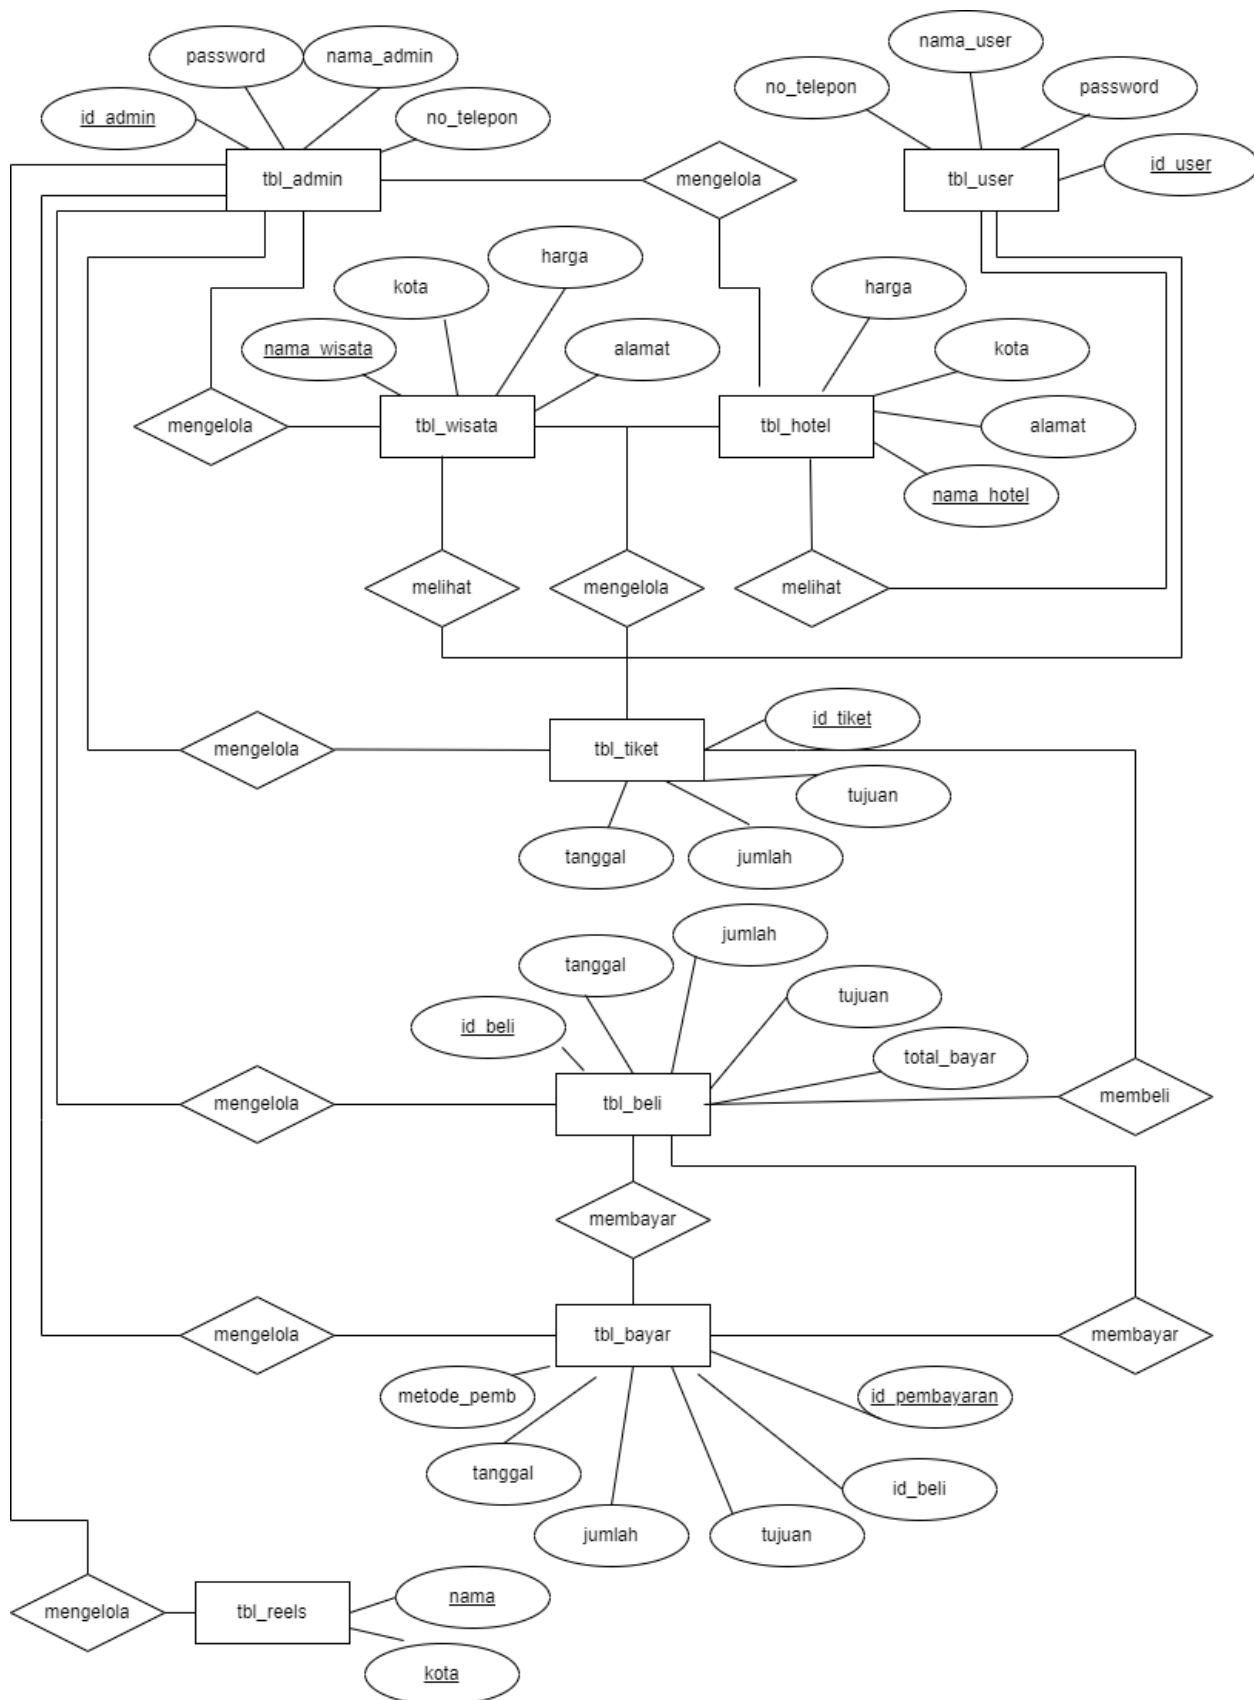 nama_user
password
nama_admin
no_telepon
password
id_admin
no_telepon
id_user
tbl_admin
mengelola
tbl_user
harga
kota
harga
nama_wisata
alamat
kota
mengelola
tbl_wisata
tbl_hotel
alamat
nama_hotel
melihat
mengelola
melihat
id_tiket
mengelola
tbl_tiket
tujuan
tanggal
jumlah
jumlah
tanggal
tujuan
id_beli
total_bayar
mengelola
tbl_beli
membeli
membayar
mengelola
tbl_bayar
membayar
metode_pemb
id_pembayaran
tanggal
id_beli
jumlah
tujuan
nama
mengelola
tbl_reels
kota